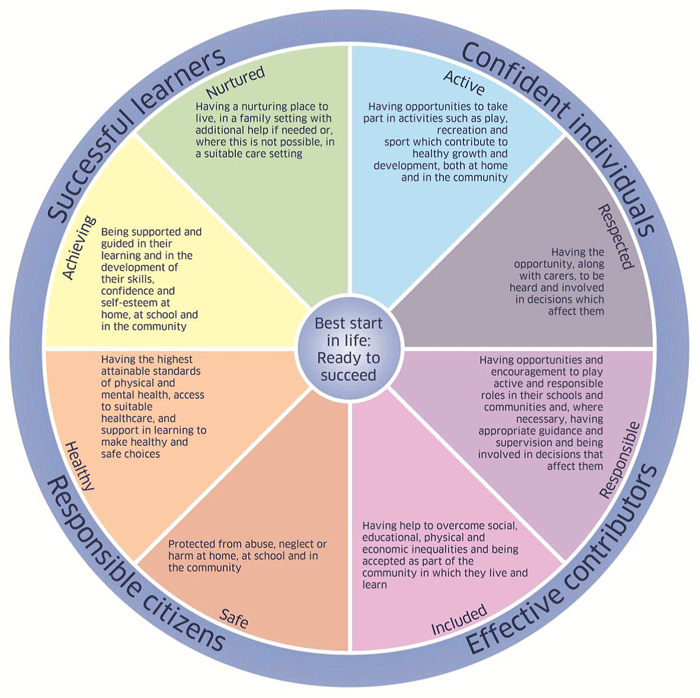 Successful learners
Confident individuals
Nurtured
Having a nurturing place to
live, in a family setting with
additional help if needed or,
where this is not possible, in
a suitable care setting
Active
Having opportunities to take
part in activities such as play,
recreation and
sport which contribute to
healthy growth and
development, both at home
and in the community
Achieving
Being supported and
guided in their
learning and in the
development of
their skills,
confidence and
self-esteem at
home, at school and
in the community
Respected
Having the
opportunity, along
with carers, to be
heard and involved
in decisions which
affect them
Best start
in life:
Ready to
succeed
Healthy
Having the highest
attainable standards
of physical and
mental health, access
to suitable
healthcare, and
support in learning to
make healthy and
safe choices
Responsible
Having opportunities and
encouragement to play
active and responsible
roles in their schools and
communities and, where
necessary, having
appropriate guidance and
supervision and being
involved in decisions that
affect them
Protected from abuse, neglect or
harm at home, at school and in
the community
Safe
Having help to overcome social,
educational, physical and
economic inequalities and being
accepted as part of the
community in which they live and
learn
Included
Responsible citizens
Effective contributors